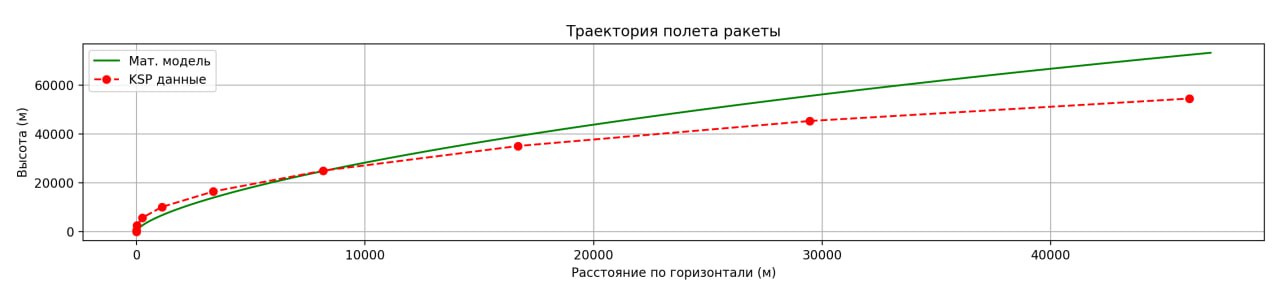 Траектория полета ракеты
Мат. модель
KSP данные
Высота (м)
60000
40000
20000
0
0 10000 20000 30000 40000
Расстояние по горизонтали (м)